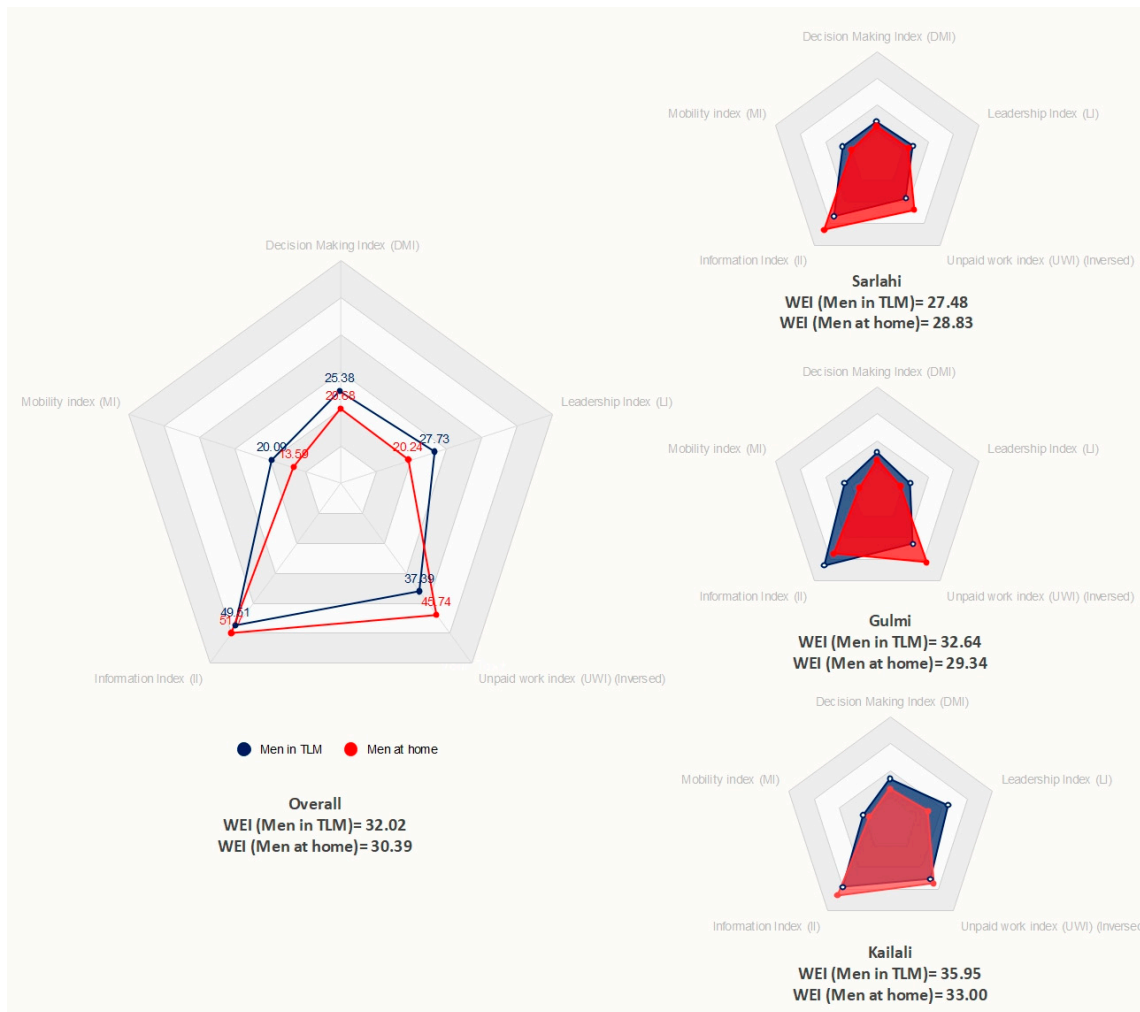 Decision Making Index (DMI)
Mobility index (MI)
Leadership Index (LI)
Information Index (II)
Unpaid work index (UWI) (Inversed)
25.38
27.73
20.24
20.09
37.39
45.74
49.51
Men in TLM
Men at home
Overall
WEI (Men in TLM)= 32.02
WEI (Men at home)= 30.39
Decision Making Index (DMI)
Mobility index (MI)
Leadership Index (LI)
Information Index (II)
Unpaid work index (UWI) (Inversed)
Sarlahi
WEI (Men in TLM)= 27.48
WEI (Men at home)= 28.83
Decision Making Index (DMI)
Mobility index (MI)
Leadership Index (LI)
Information Index (II)
Unpaid work index (UWI) (Inversed)
Gulmi
WEI (Men in TLM)= 32.64
WEI (Men at home)= 29.34
Decision Making Index (DMI)
Mobility index (MI)
Leadership Index (LI)
Information Index (II)
Unpaid work index (UWI) (Inversed
Kailali
WEI (Men in TLM)= 35.95
WEI (Men at home)= 33.00